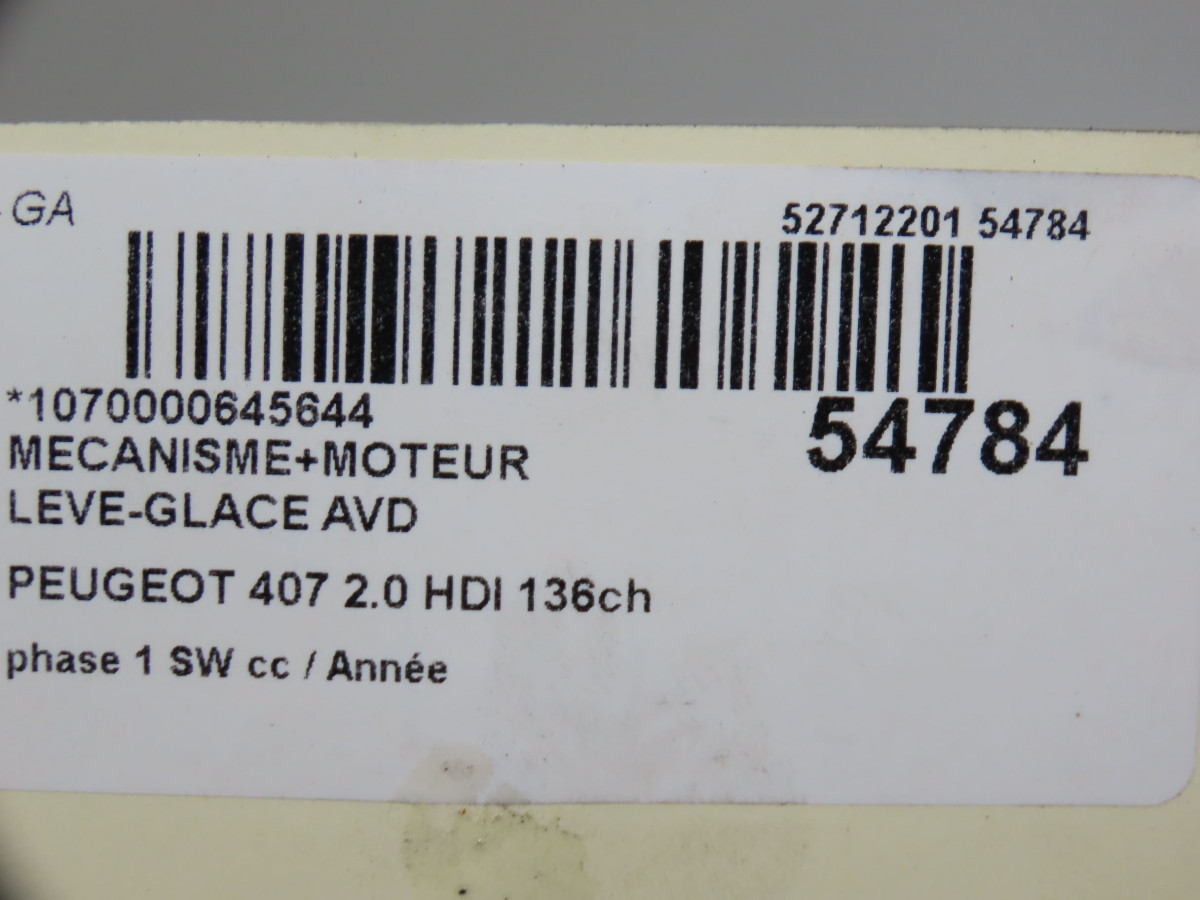 GA
52712201 54784
*1070000645644
54784
MECANISME+MOTEUR
LEVE-GLACE AVD
PEUGEOT 407 2.0 HDI 136ch
phase 1 SW cc / Année